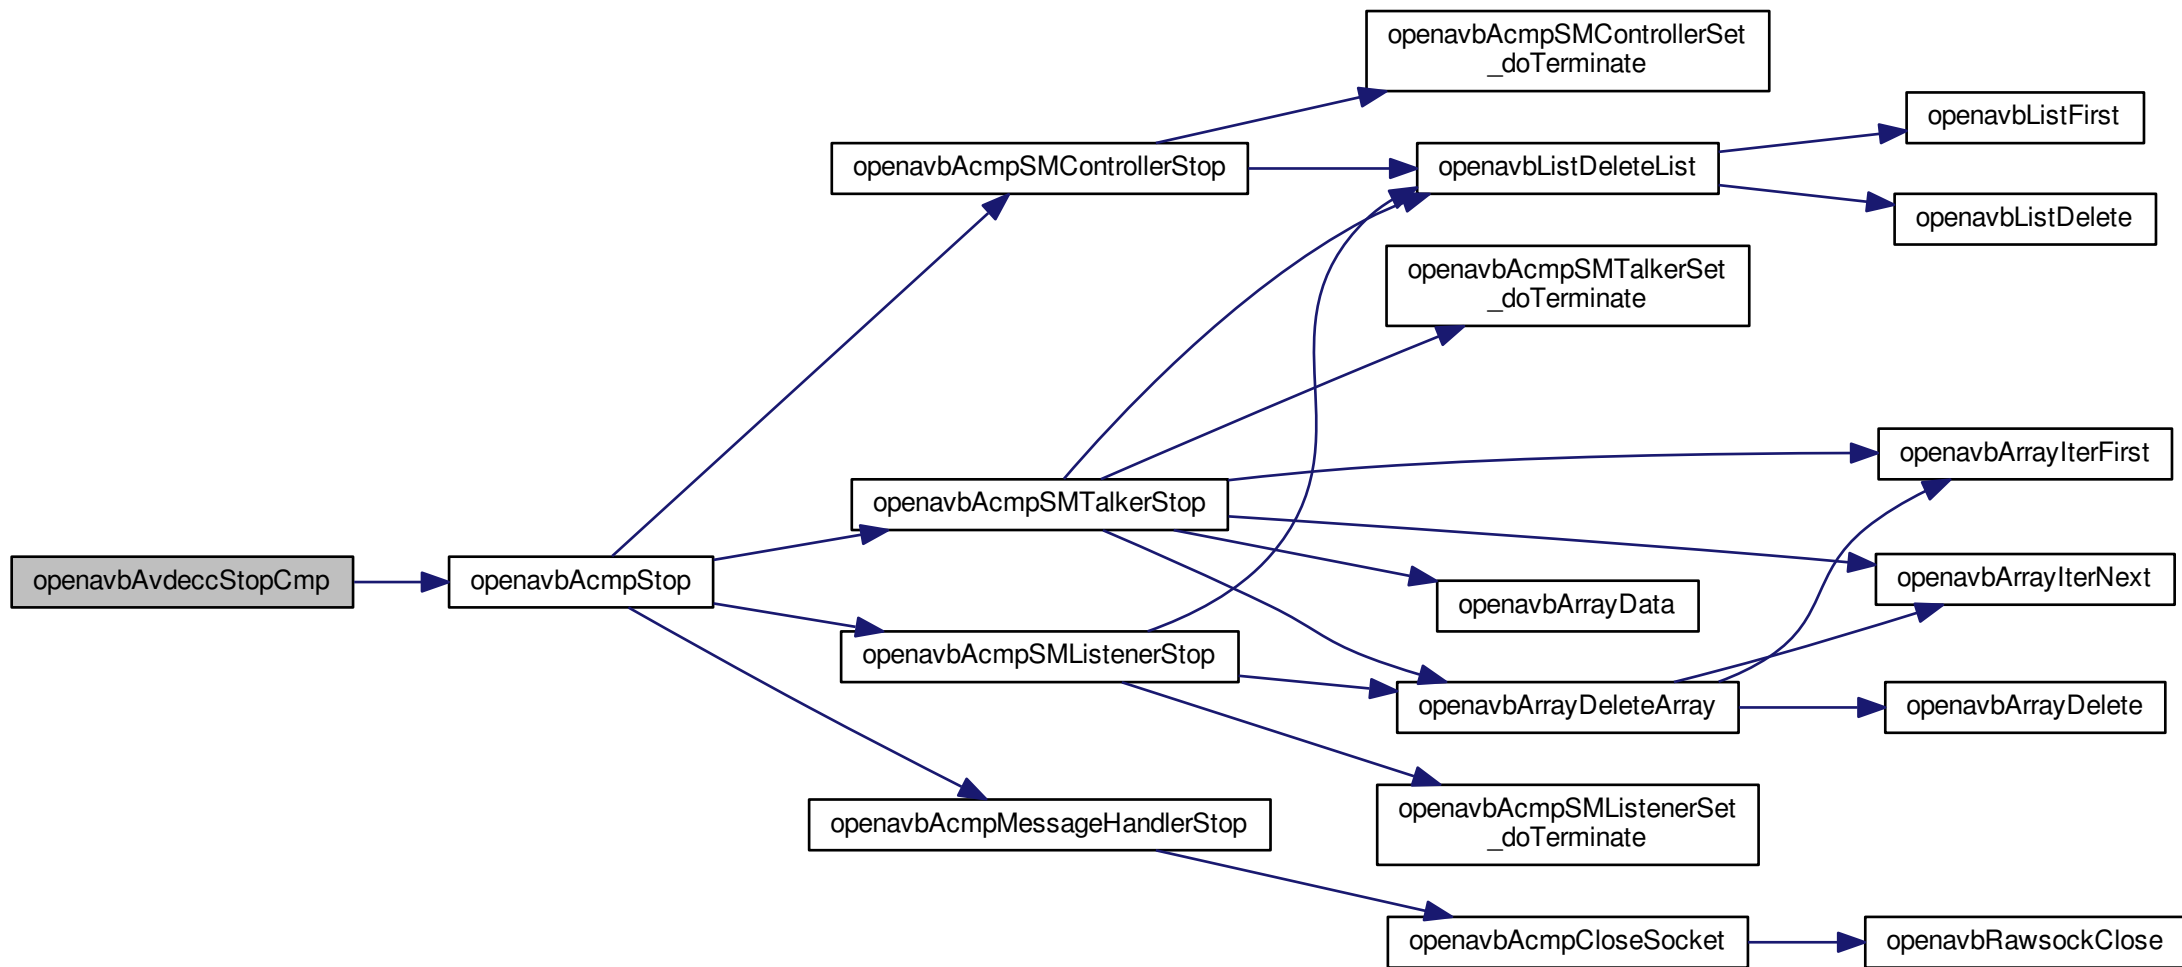 openavbAcmpSMControllerSet
_doTerminate
openavbListFirst
openavbAcmpSMControllerStop
openavbListDeleteList
openavbListDelete
openavbAcmpSMTalkerSet
_doTerminate
openavbArrayIterFirst
openavbAcmpSMTalkerStop
openavbAvdeccStopCmp
openavbAcmpStop
openavbArrayIterNext
openavbArrayData
openavbAcmpSMListenerStop
openavbArrayDeleteArray
openavbArrayDelete
openavbAcmpMessageHandlerStop
openavbAcmpSMListenerSet
_doTerminate
openavbAcmpCloseSocket
openavbRawsockClose